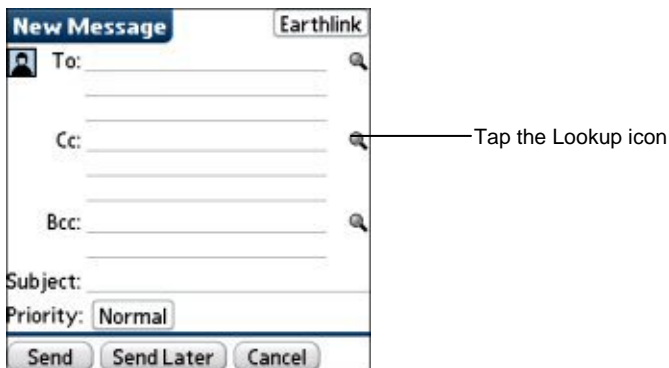 New Message Earthlink
To:
Cc: Tap the Lookup icon
Bcc:
Subject:
Priority: Normal
Send Send Later Cancel